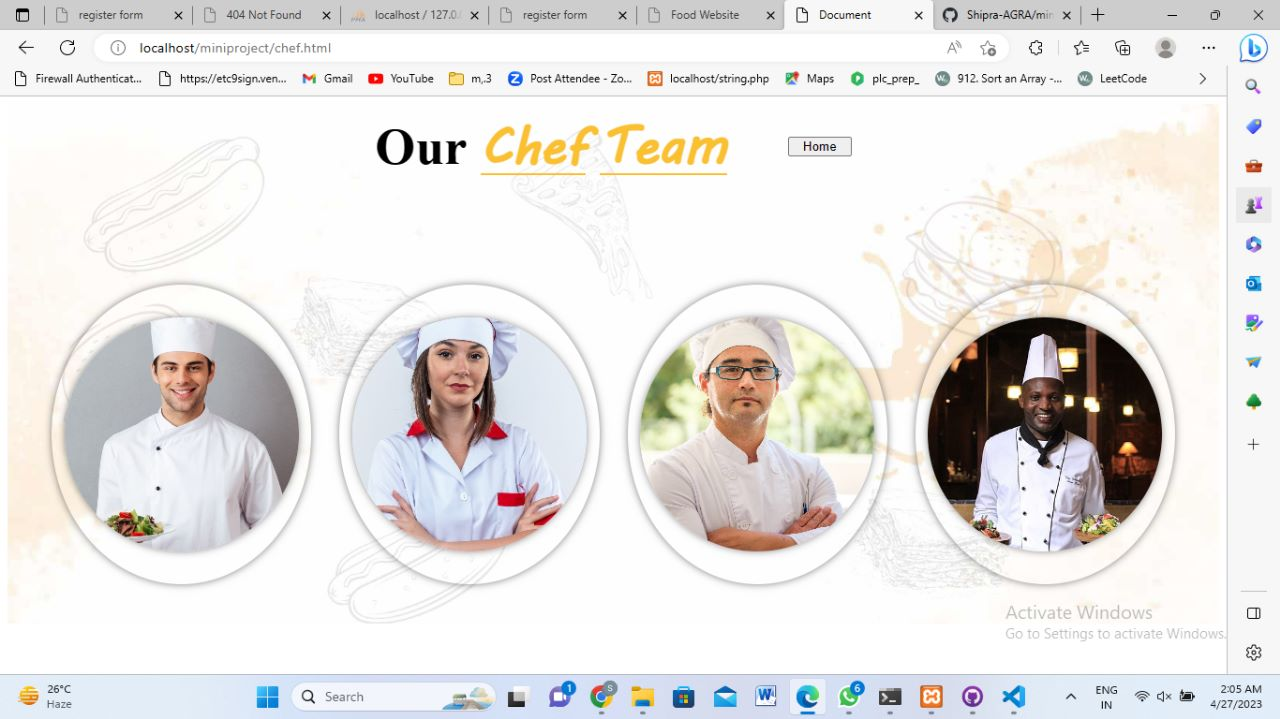 register form
404 Not Found
localhost / 127.0.
register form
Food Website
Document
Shipra-AGRA/min
localhost/miniproject/chef.html
Firewall Authenticat...
https://etc9sign.ven...
Gmail
YouTube
m,3
Post Attendee - Zo...
localhost/string.php
Maps
plc_prep_
912. Sort an Array -...
LeetCode
Our Chef Team
Home
Activate Windows
Go to Settings to activate Windows.
26°C
Haze
Search
1
S
6
ENG
IN
2:05 AM
4/27/2023